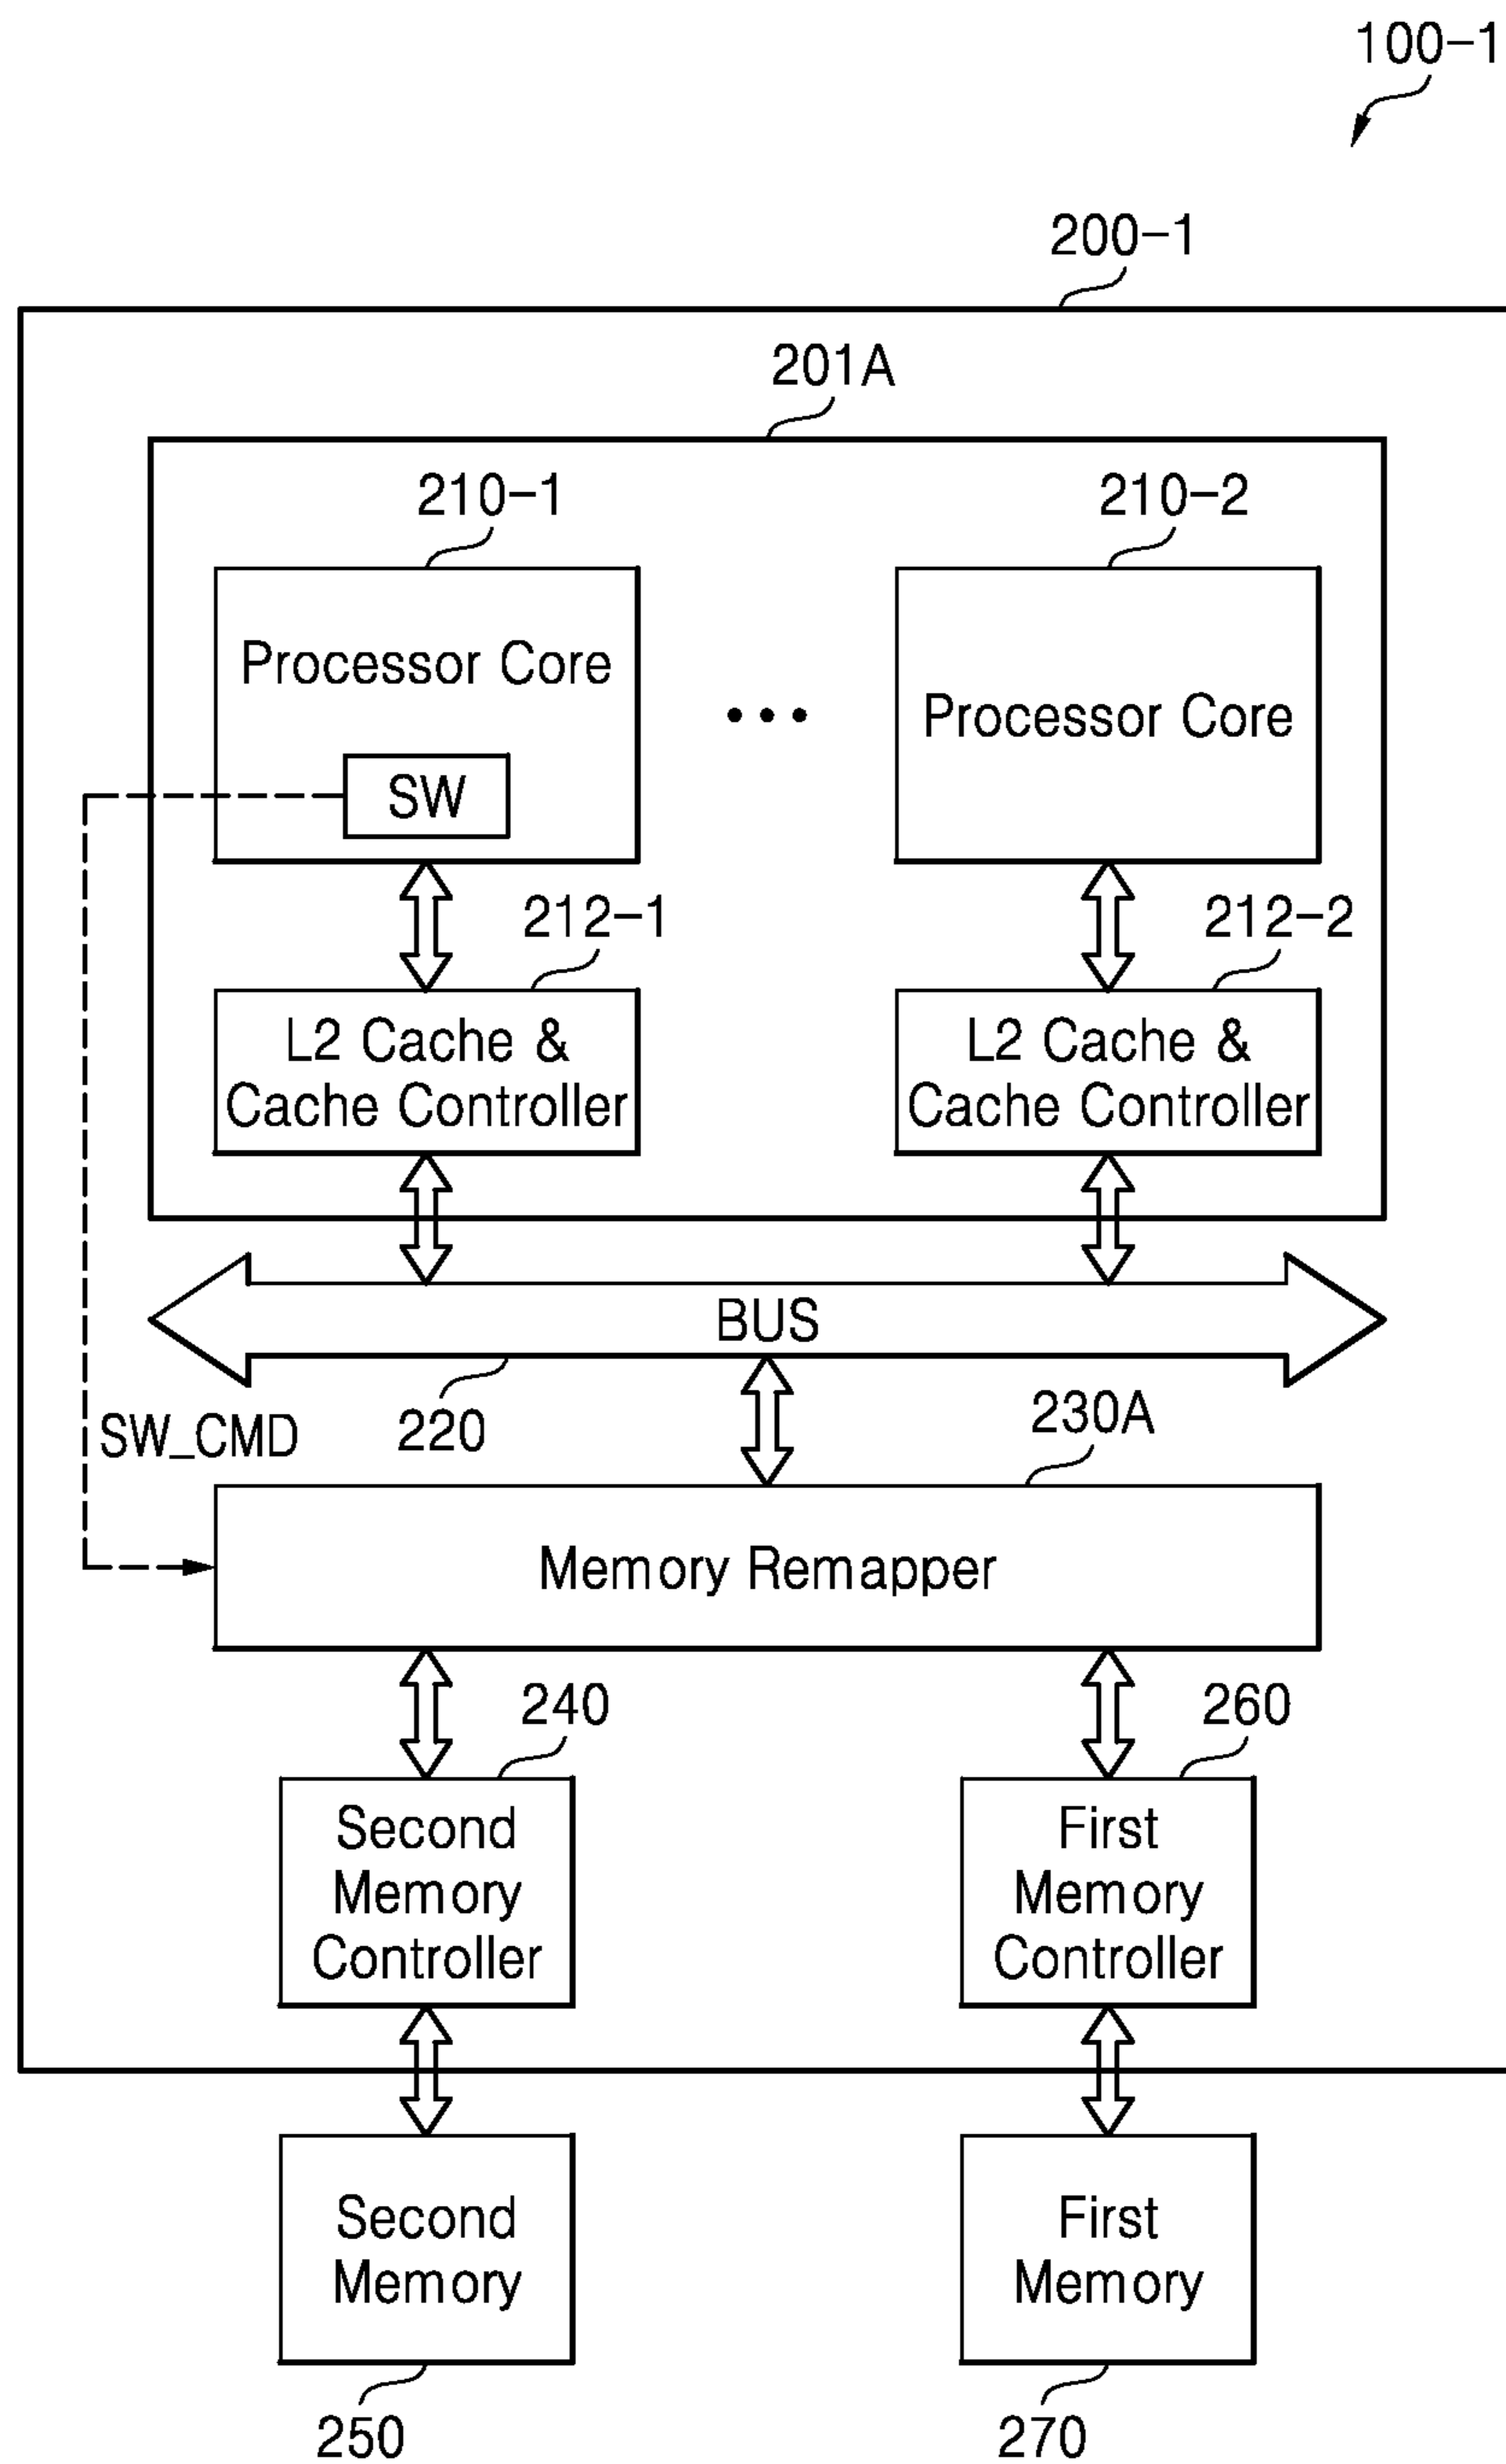 100-1
200-1
201A
210-1
210-2
Processor Core
SW
Processor Core
212-1
212-2
L2 Cache &
Cache Controller
L2 Cache &
Cache Controller
BUS
SW_CMD
220
230A
Memory Remapper
240
260
Second
Memory
Controller
First
Memory
Controller
Second
Memory
First
Memory
250
270